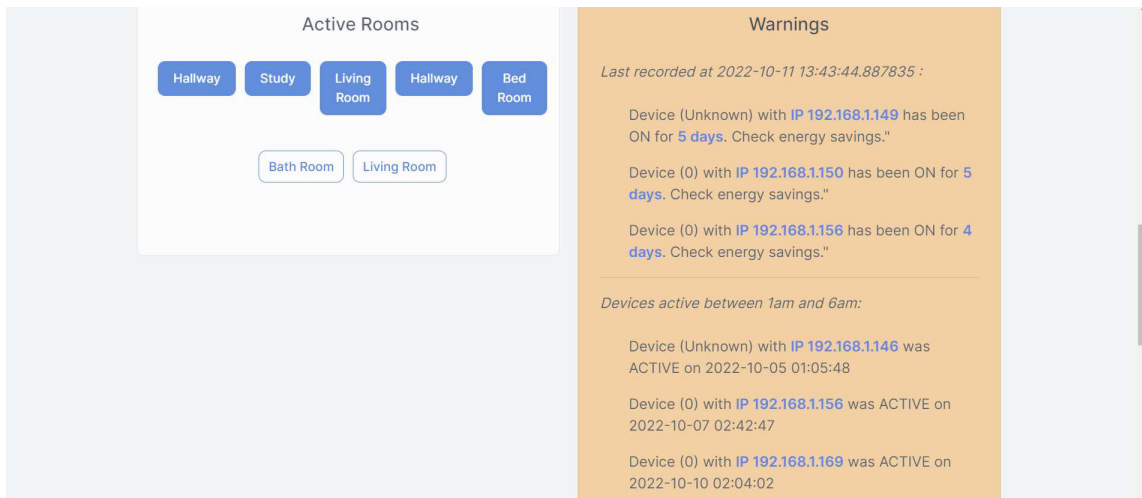 Active Rooms
Hallway
Study
Living
Room
Hallway
Bed
Room
Bath Room
Living Room
Warnings
Last recorded at 2022-10-11 13:43:44.887835 :
Device (Unknown) with IP 192.168.1.149 has been
ON for 5 days. Check energy savings."
Device (0) with IP 192.168.1.150 has been ON for 5
days. Check energy savings."
Device (0) with IP 192.168.1.156 has been ON for 4
days. Check energy savings."
Devices active between 1am and 6am:
Device (Unknown) with IP 192.168.1.146 was
ACTIVE on 2022-10-05 01:05:48
Device (0) with IP 192.168.1.156 was ACTIVE on
2022-10-07 02:42:47
Device (0) with IP 192.168.1.169 was ACTIVE on
2022-10-10 02:04:02